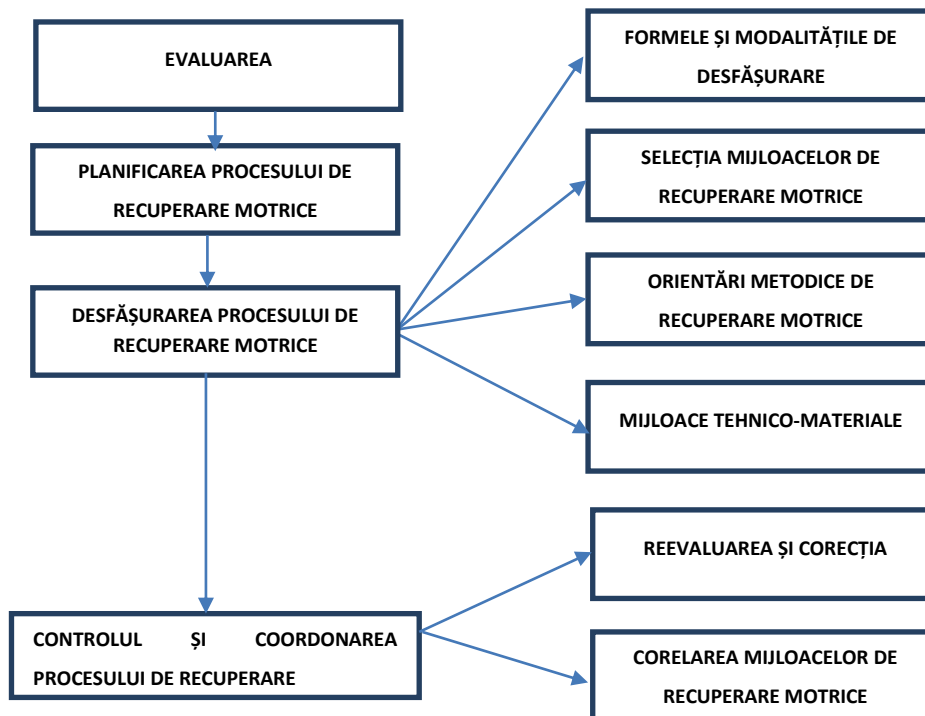 EVALUAREA
PLANIFICAREA PROCESULUI DE
RECUPERARE MOTRICE
DESFĂȘURAREA PROCESULUI DE
RECUPERARE MOTRICE
CONTROLUL ȘI COORDONAREA
PROCESULUI DE RECUPERARE
FORMELE ȘI MODALITĂȚILE DE
DESFĂȘURARE
SELECȚIA MIJLOACELOR DE
RECUPERARE MOTRICE
ORIENTĂRI METODICE DE
RECUPERARE MOTRICE
MIJLOACE TEHNICO-MATERIALE
REEVALUAREA ȘI CORECȚIA
CORELAREA MIJLOACELOR DE
RECUPERARE MOTRICE